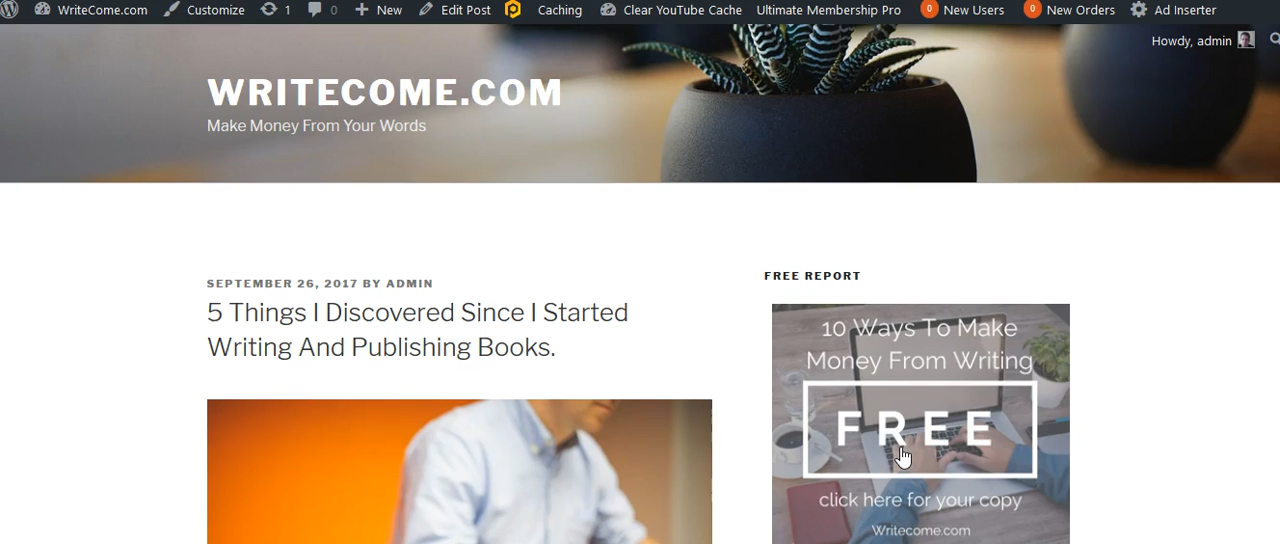 WriteCome.com Customize 1 0 New Edit Post Caching Clear YouTube Cache Ultimate Membership Pro 0 New Users 0 New Orders Ad Inserter
Howdy, admin
WRITECOME.COM
Make Money From Your Words
SEPTEMBER 26, 2017 BY ADMIN
5 Things I Discovered Since I Started
Writing And Publishing Books.
FREE REPORT
10 Ways To Make
Money From Writing
FREE
click here for your copy
Writecome.com